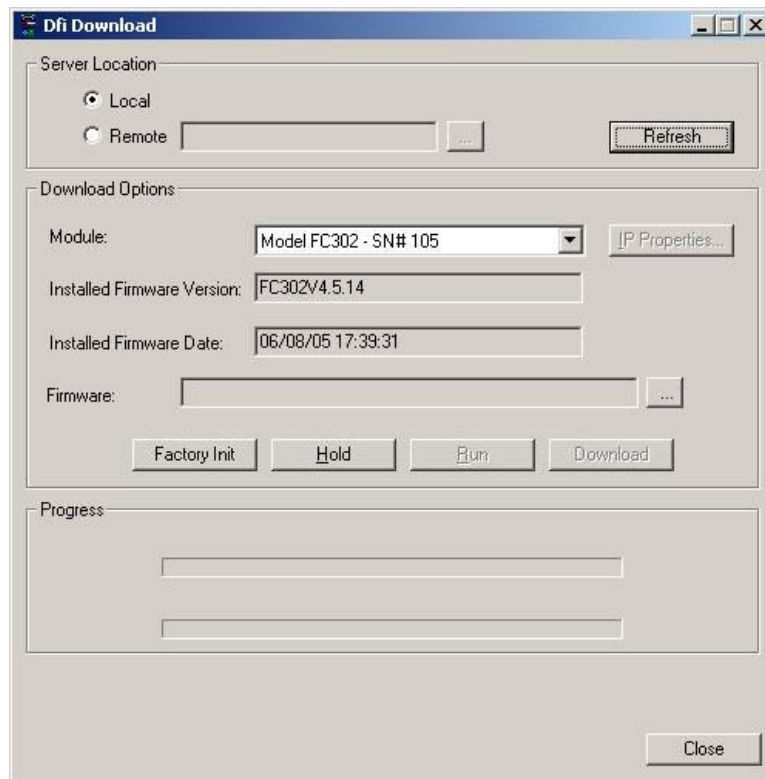 Dfi Download
Server Location
Local
Remote ... Refresh
Download Options
Module: Model FC302 - SN# 105 IP Properties...
Installed Firmware Version: FC302V4.5.14
Installed Firmware Date: 06/08/05 17:39:31
Firmware: ...
Factory Init Hold Run Download
Progress
Close